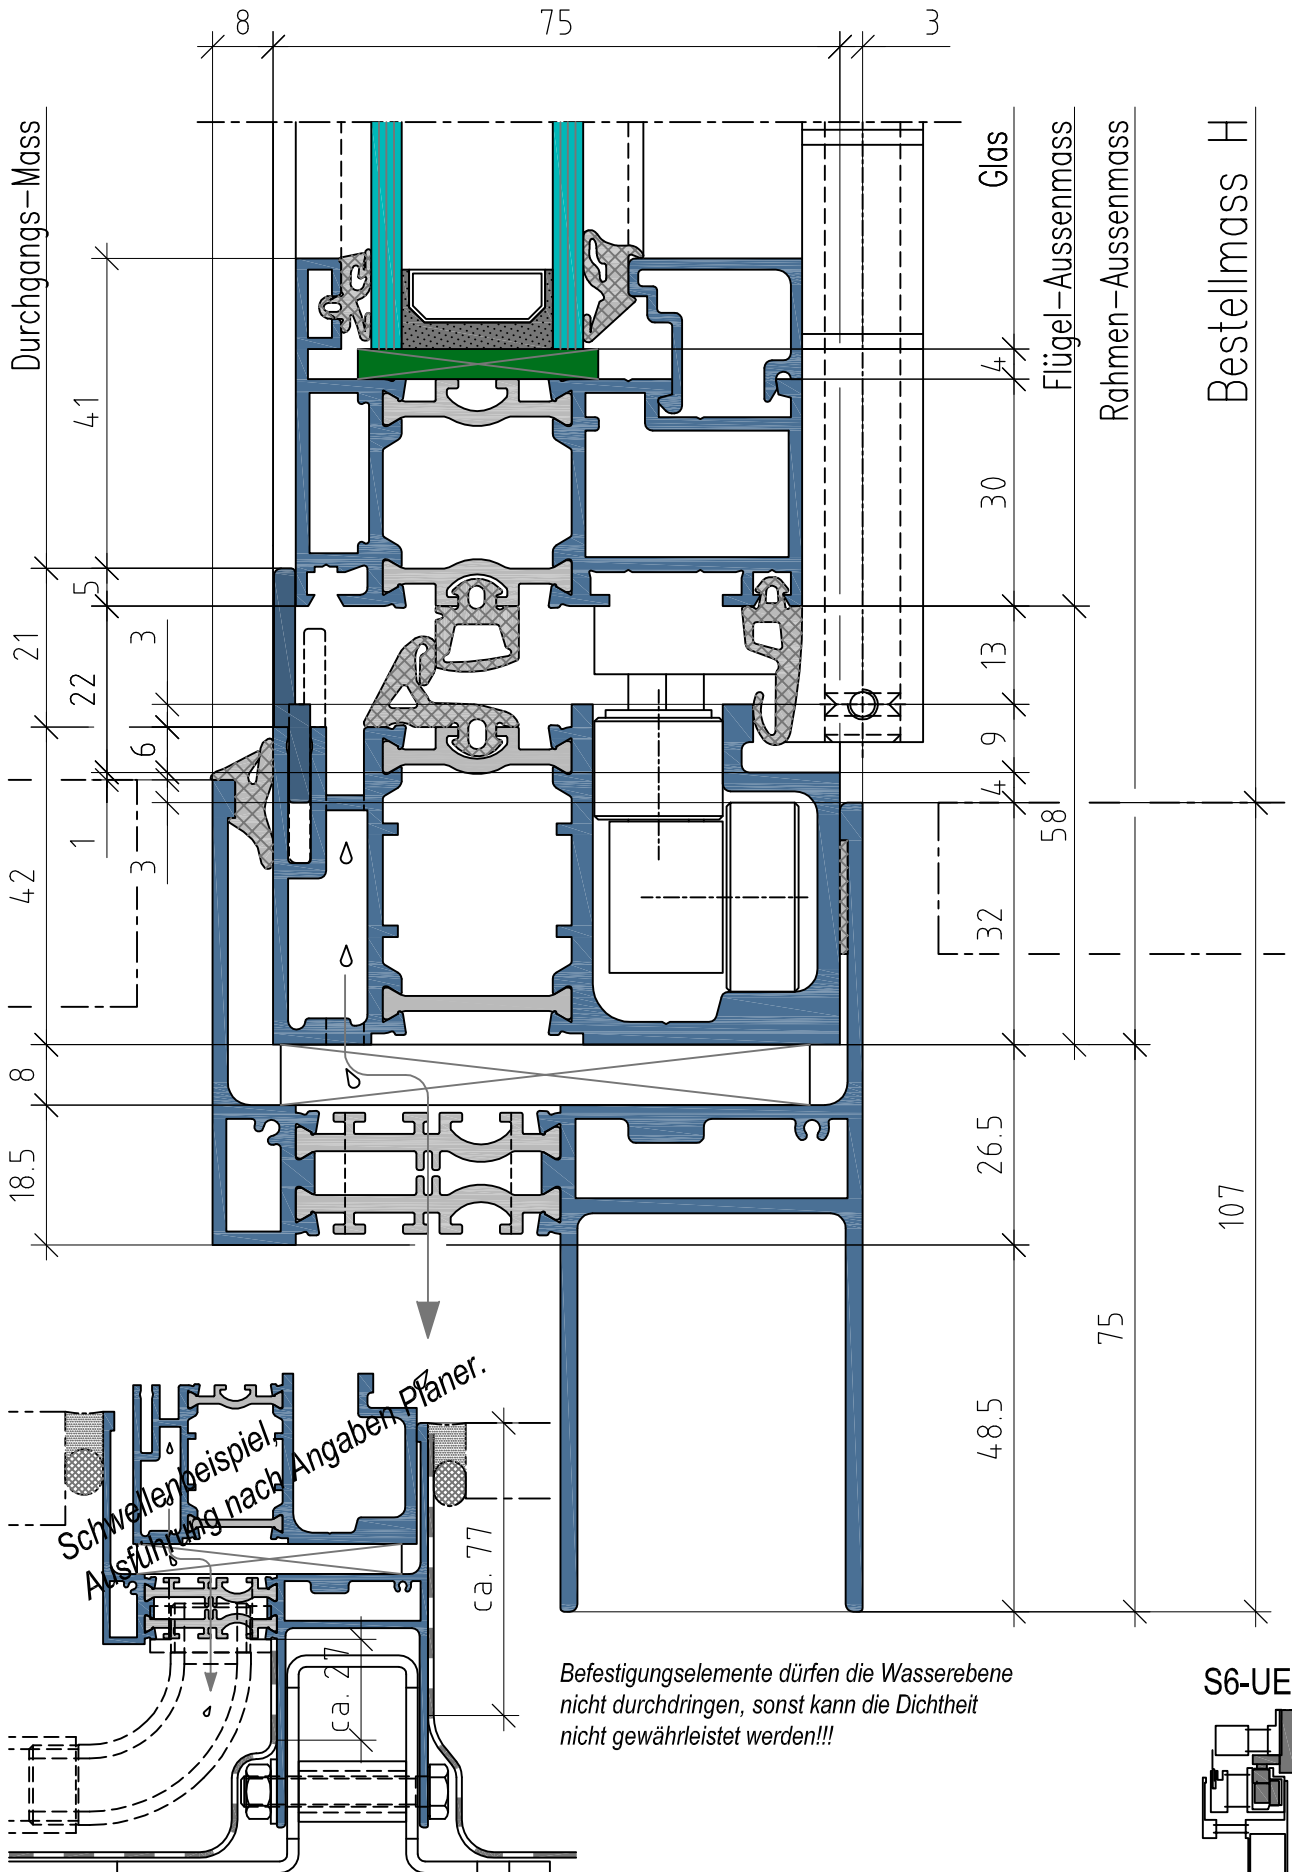 8
75
3
Durchgangs-Mass
Glas
Flügel-Aussenmass
Rahmen-Aussenmass
Bestellmass H
41
4
30
5
21
3
22
13
6
9
4
1
3
42
58
32
8
18.5
26.5
107
75
48.5
Schwellenbeispiel,
Ausführung nach Angaben Planer.
ca. 77
ca. 27
Befestigungselemente dürfen die Wasserebene
nicht durchdringen, sonst kann die Dichtheit
nicht gewährleistet werden!!!
S6-UE